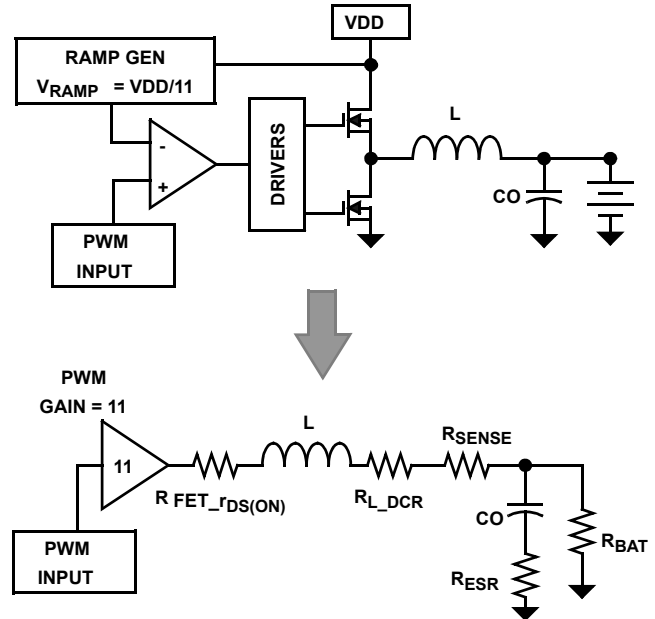 VDD
RAMP GEN
VRAMP = VDD/11
-
+
DRIVERS
L
CO
PWM
INPUT
PWM
GAIN = 11
11
R FET_rDS(ON)
L
RL_DCR
RSENSE
CO
RESR
RBAT
PWM
INPUT